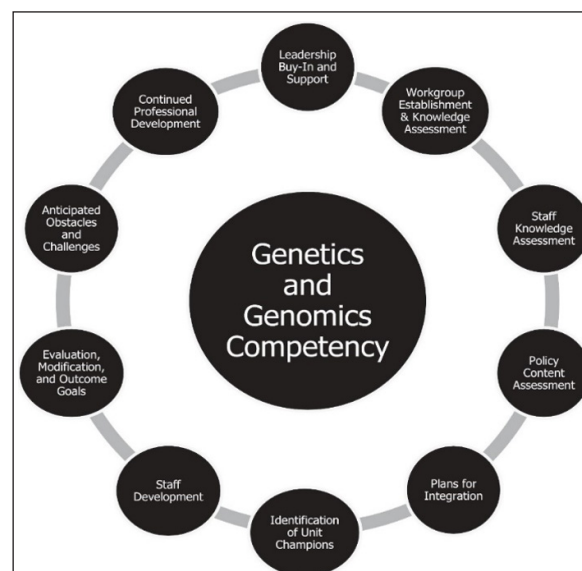 Leadership
Buy-In and
Support
Workgroup
Establishment
& Knowledge
Assessment
Staff
Knowledge
Assessment
Policy
Content
Assessment
Plans for
Integration
Identification
of Unit
Champions
Staff
Development
Evaluation,
Modification,
and Outcome
Goals
Anticipated
Obstacles
and
Challenges
Continued
Professional
Development
Genetics
and
Genomics
Competency